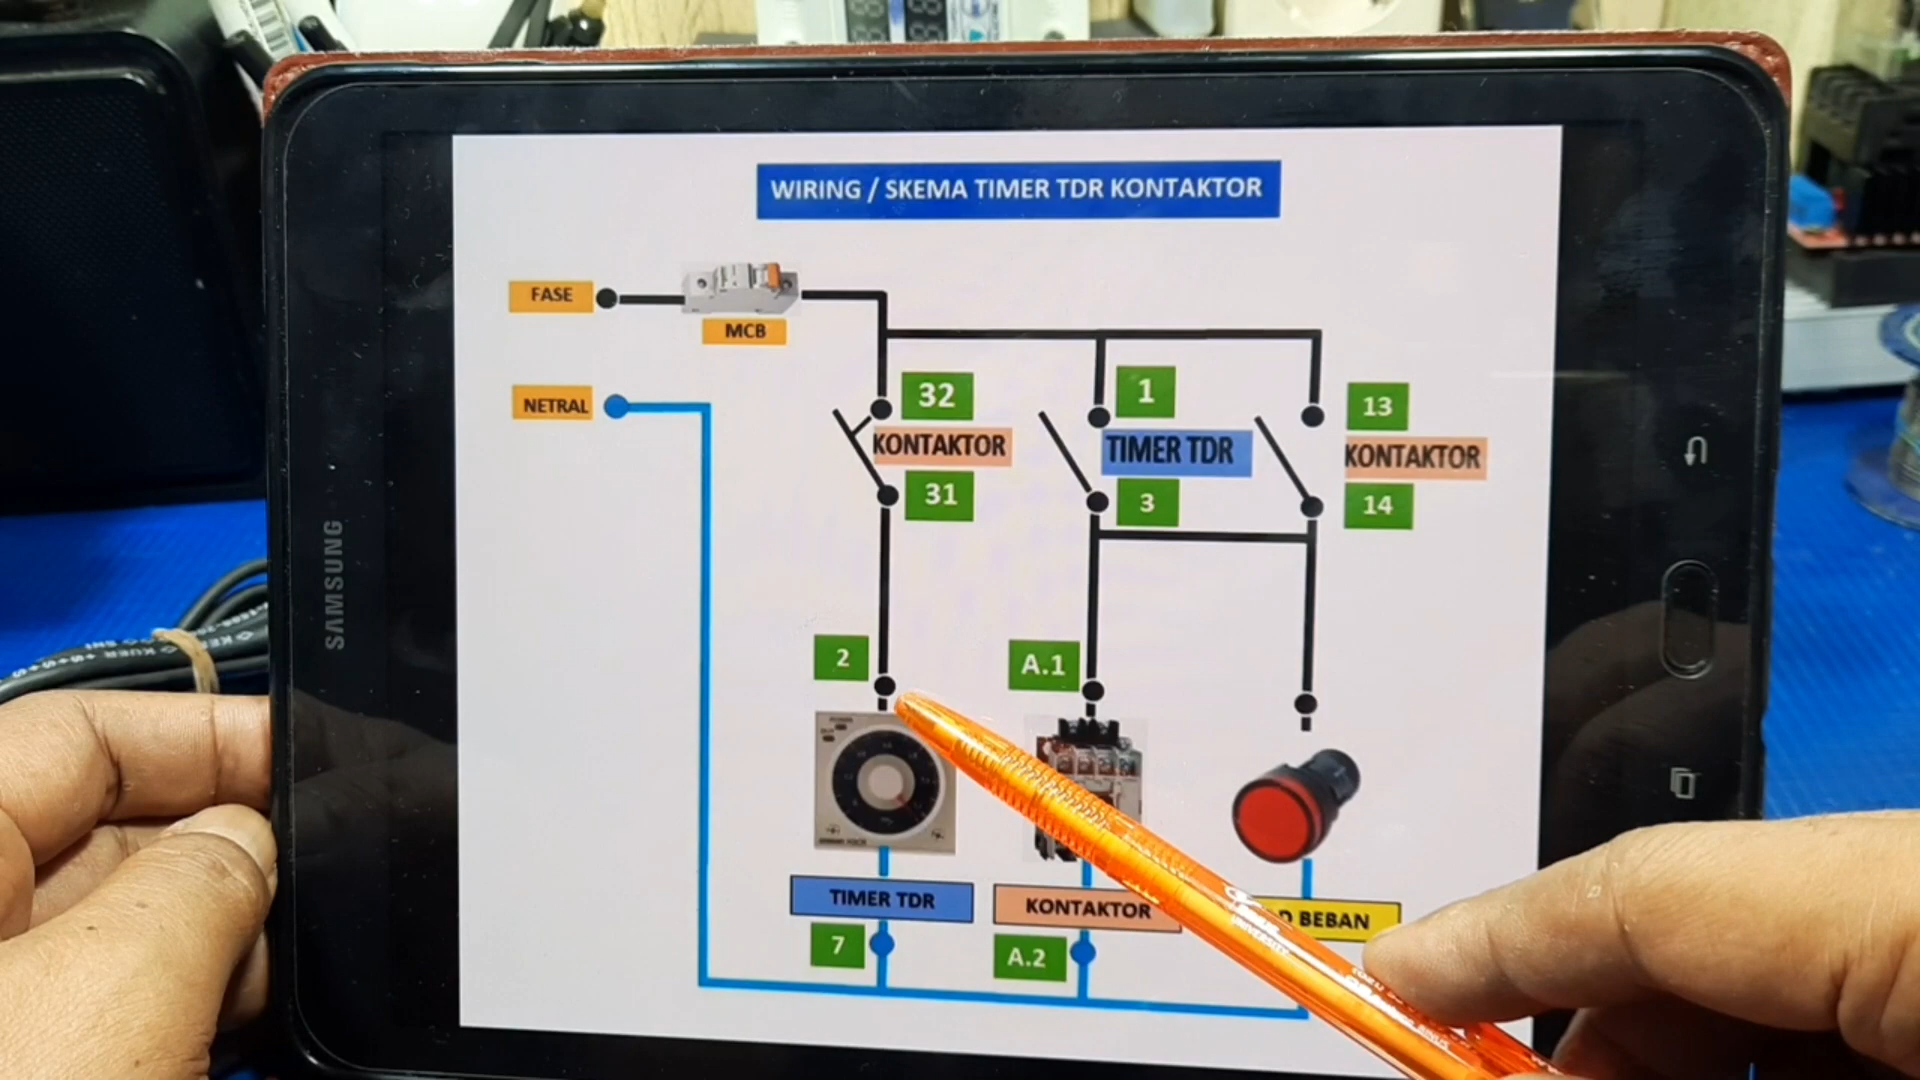 WIRING / SKEMA TIMER TDR KONTAKTOR
FASE
MCB
NETRAL
32
KONTAKTOR
31
1
TIMER TDR
3
13
KONTAKTOR
14
2
A.1
TIMER TDR
KONTAKTOR
D BEBAN
7
A.2
SAMSUNG